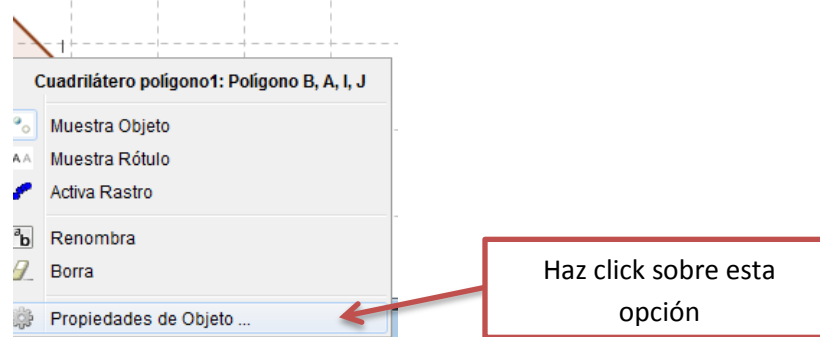 1
Cuadrilátero polígono1: Polígono B, A, I, J
Muestra Objeto
A A Muestra Rótulo
Activa Rastro
ab Renombra
Borra
Propiedades de Objeto ...
Haz click sobre esta
opción